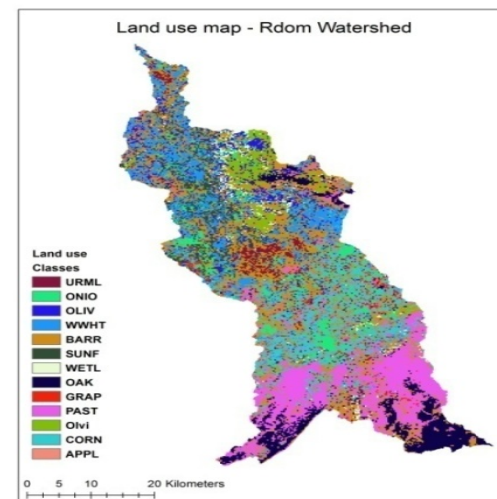 Land use map - Rdom Watershed
Land use
Classes
URML
ONIO
OLIV
WWHT
BARR
SUNF
WETL
OAK
GRAP
PAST
Olvi
CORN
APPL
0 5 10 20 Kilometers